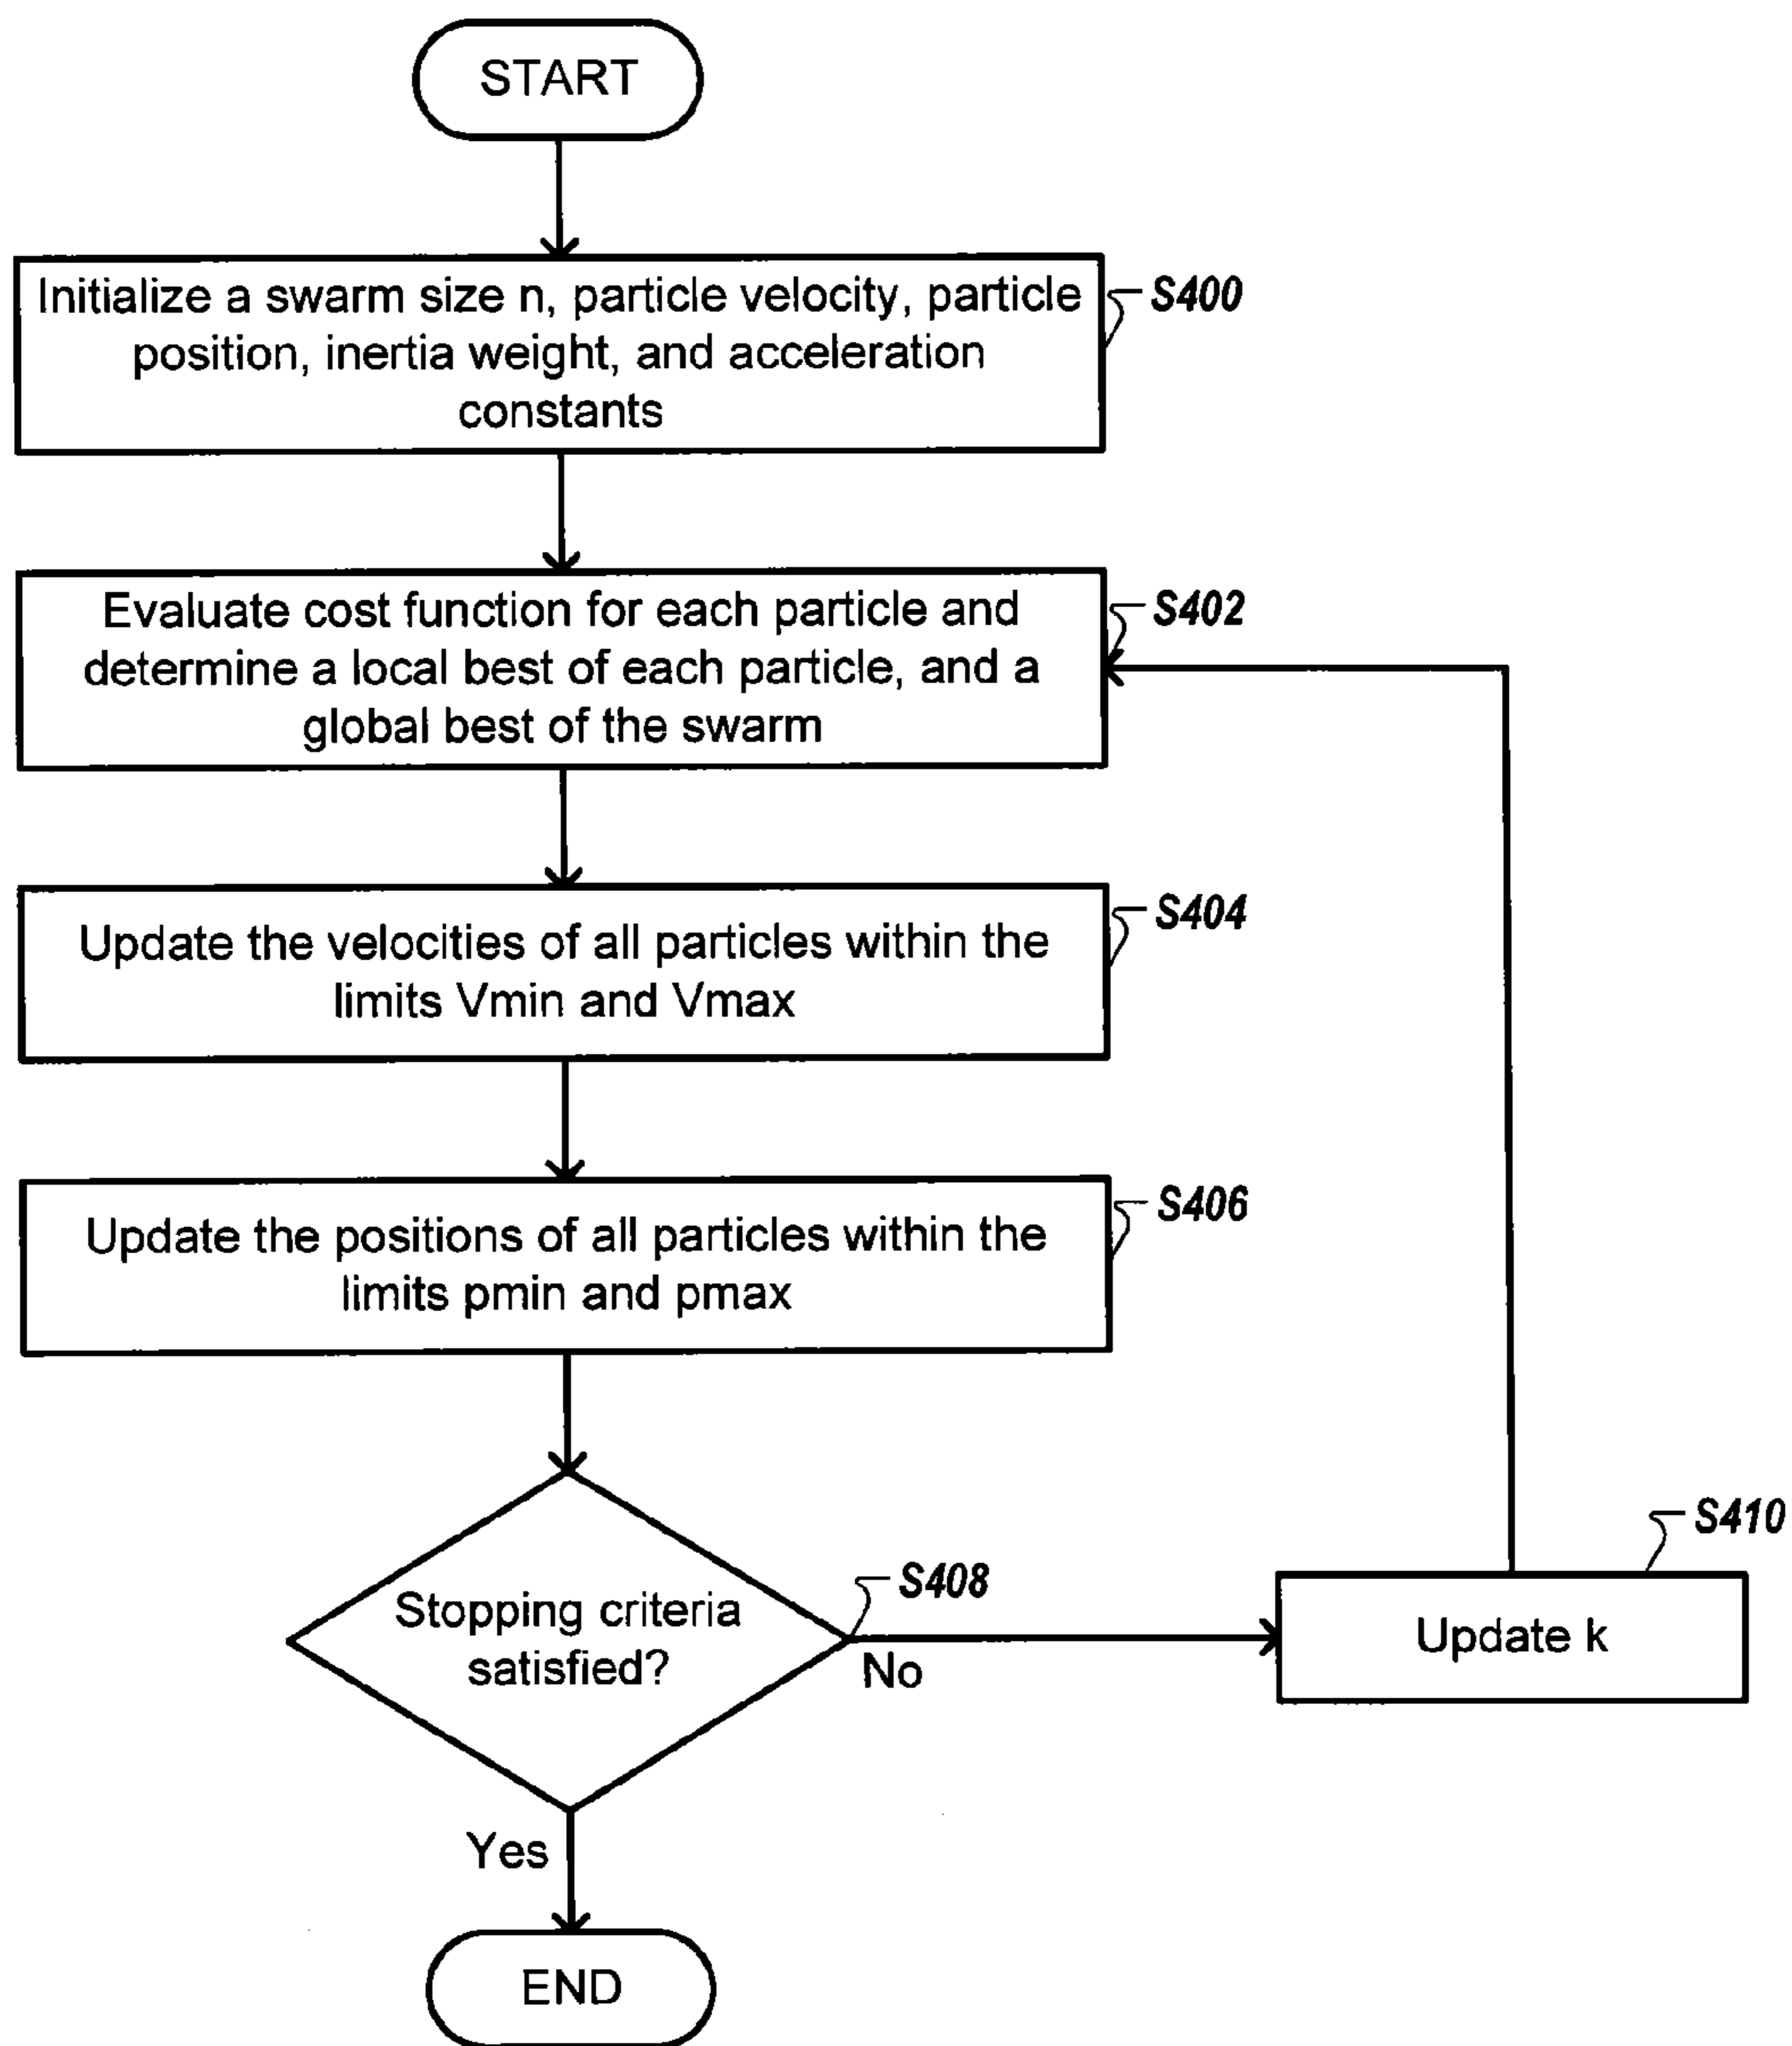 START
Initialize a swarm size n, particle velocity, particle
position, inertia weight, and acceleration
constants
S400
Evaluate cost function for each particle and
determine a local best of each particle, and a
global best of the swarm
S402
Update the velocities of all particles within the
limits Vmin and Vmax
S404
Update the positions of all particles within the
limits pmin and pmax
S406
Stopping criteria
satisfied?
S408
No
Update k
S410
Yes
END